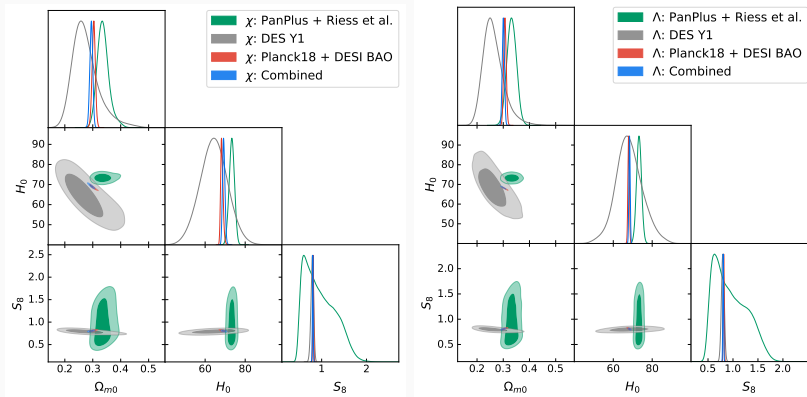 χ: PanPlus + Riess et al.
χ: DES Y1
χ: Planck18 + DESI BAO
χ: Combined
90
80
70
60
50
H₀
2.5
2.0
1.5
1.0
0.5
S₈
0.2 0.3 0.4 0.5
Ωₘ₀
60 80
H₀
1 2
S₈
Λ: PanPlus + Riess et al.
Λ: DES Y1
Λ: Planck18 + DESI BAO
Λ: Combined
90
80
70
60
50
H₀
2.0
1.5
1.0
0.5
S₈
0.2 0.3 0.4 0.5
Ωₘ₀
60 80
H₀
0.5 1.0 1.5 2.0
S₈